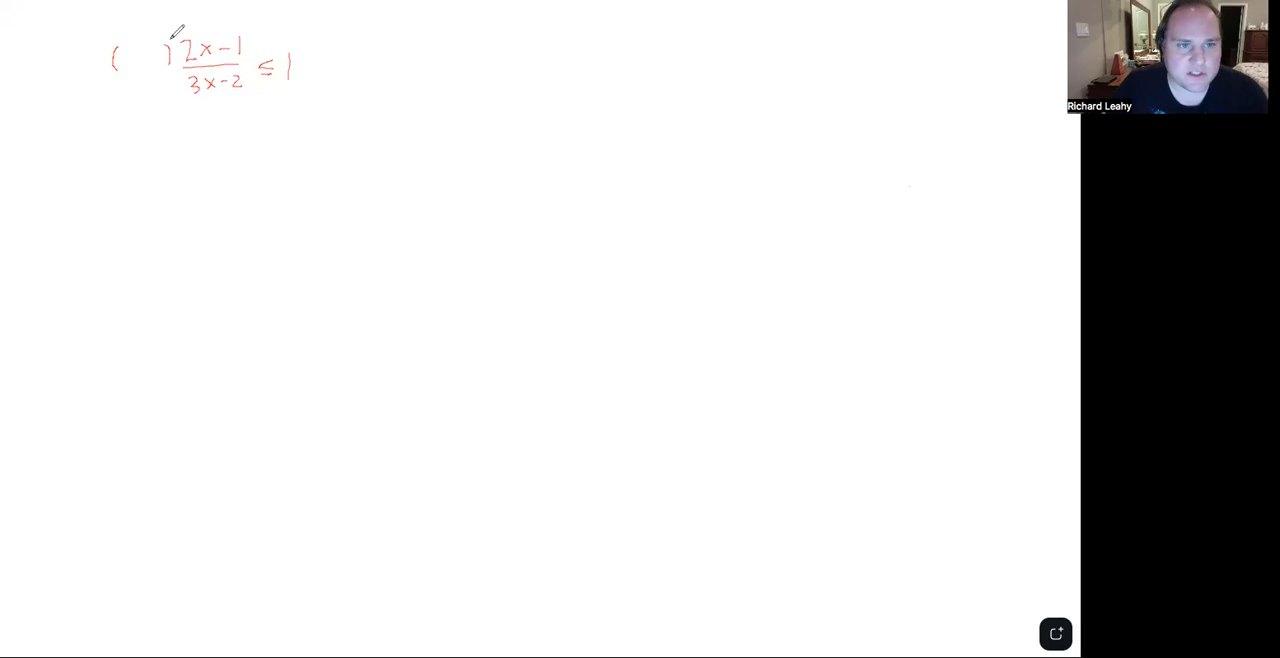 (    ) 2x-1
3x-2 ≤ 1
Richard Leahy